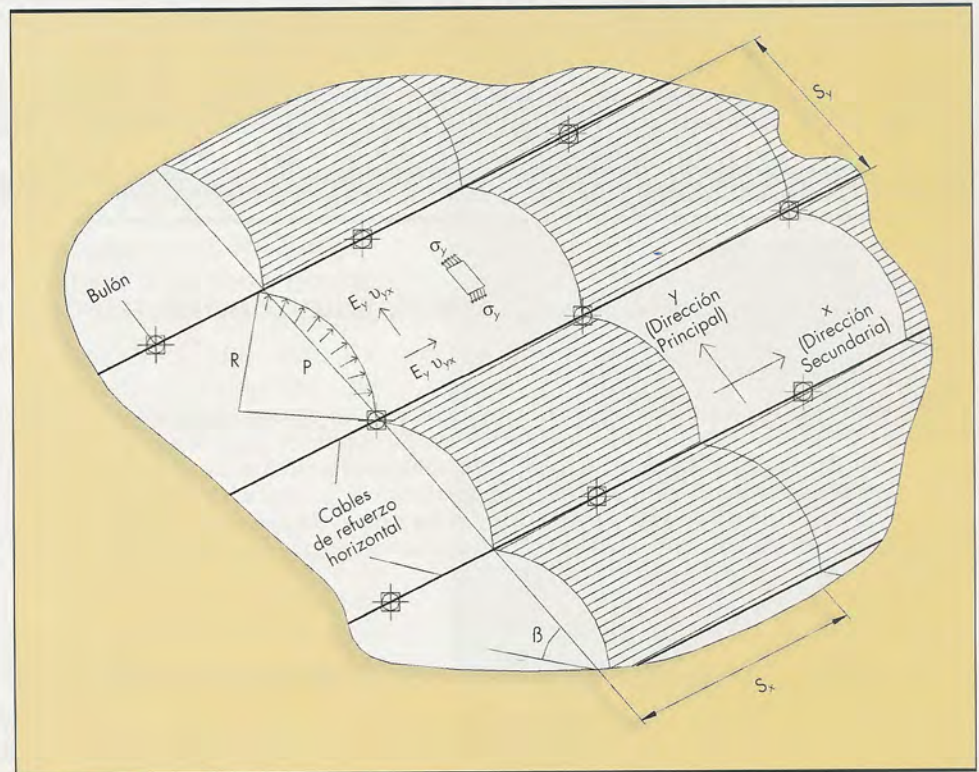 Sy
σy
σy
Bulón
Ey υyx
Ey υyx
R
P
y
(Dirección
Principal)
x
(Dirección
Secundaria)
Cables
de refuerzo
horizontal
β
Sx